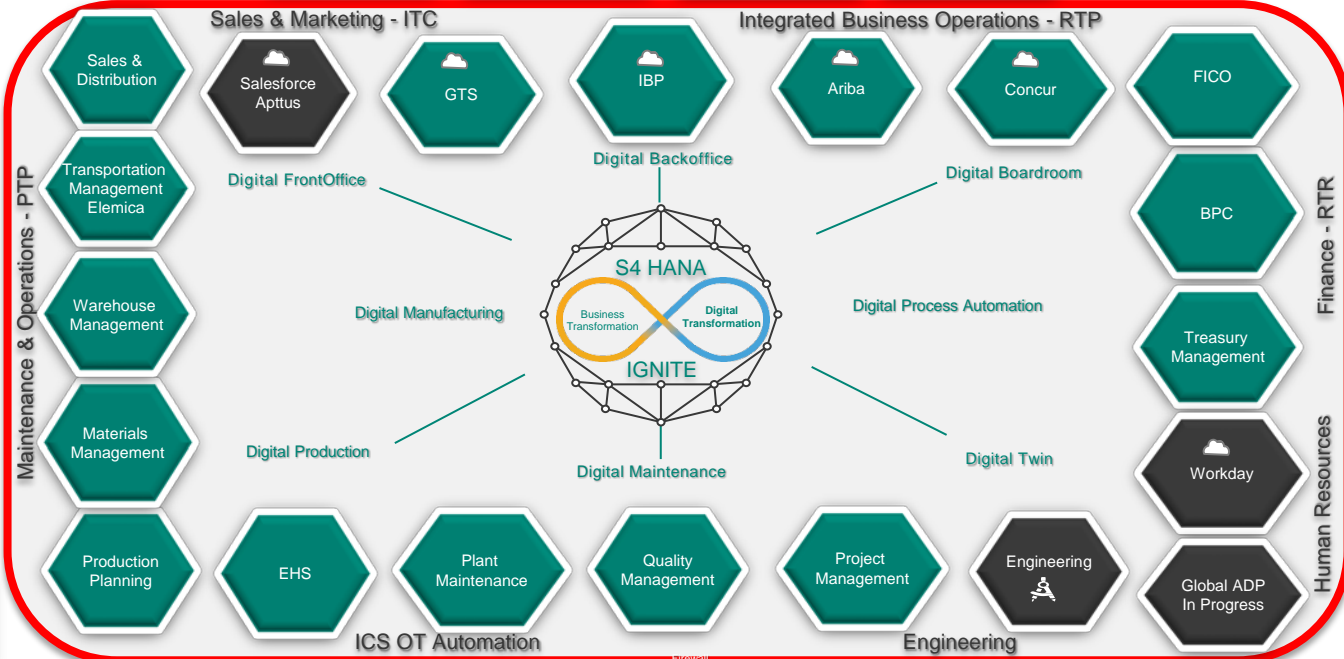 Sales & Marketing - ITC
Integrated Business Operations - RTP
Sales &
Distribution
Salesforce
Apttus
GTS
IBP
Ariba
Concur
FICO
Transportation
Management
Elemica
Digital FrontOffice
Digital Backoffice
Digital Boardroom
BPC
Maintenance & Operations - PTP
Finance - RTR
S4 HANA
Warehouse
Management
Digital Manufacturing
Business
Transformation
Digital
Transformation
Digital Process Automation
Treasury
Management
IGNITE
Materials
Management
Digital Production
Digital Maintenance
Digital Twin
Workday
Human Resources
Production
Planning
EHS
Plant
Maintenance
Quality
Management
Project
Management
Engineering
Global ADP
In Progress
ICS OT Automation
Engineering
Firewall